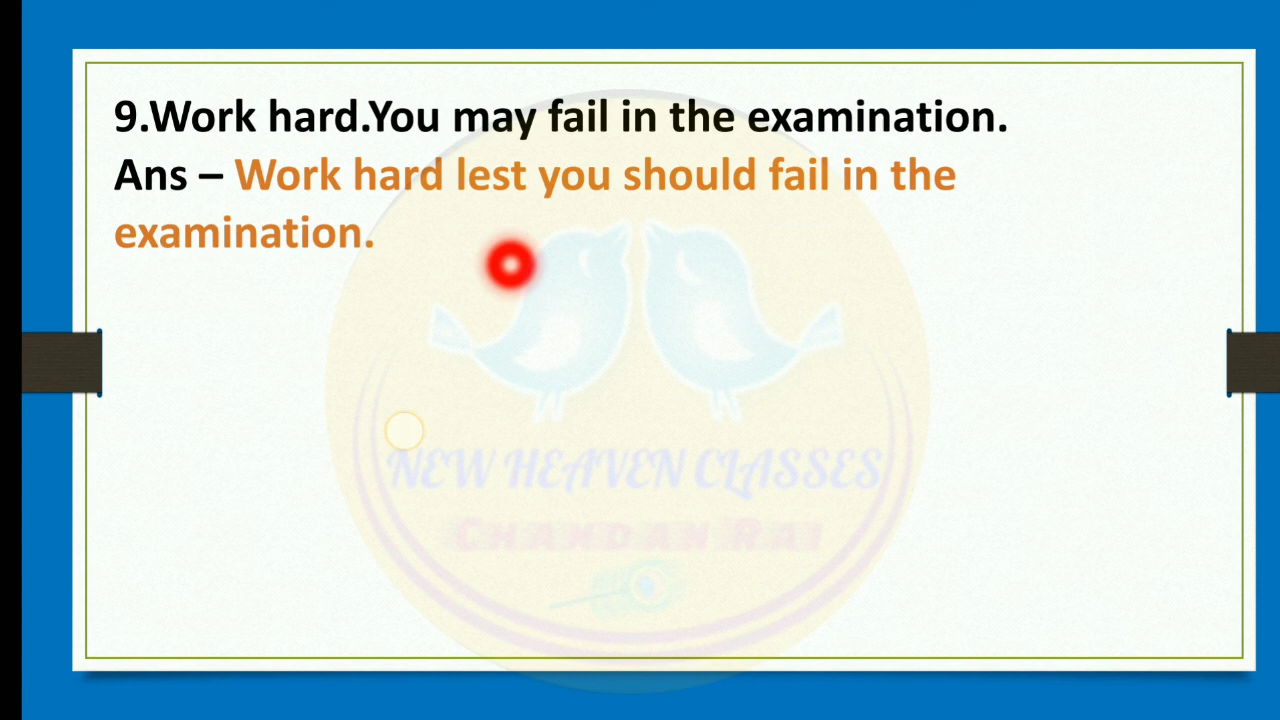 9.Work hard.You may fail in the examination.
Ans – Work hard lest you should fail in the
examination.
NEW HEAVEN CLASSES
CHANDAN RAI